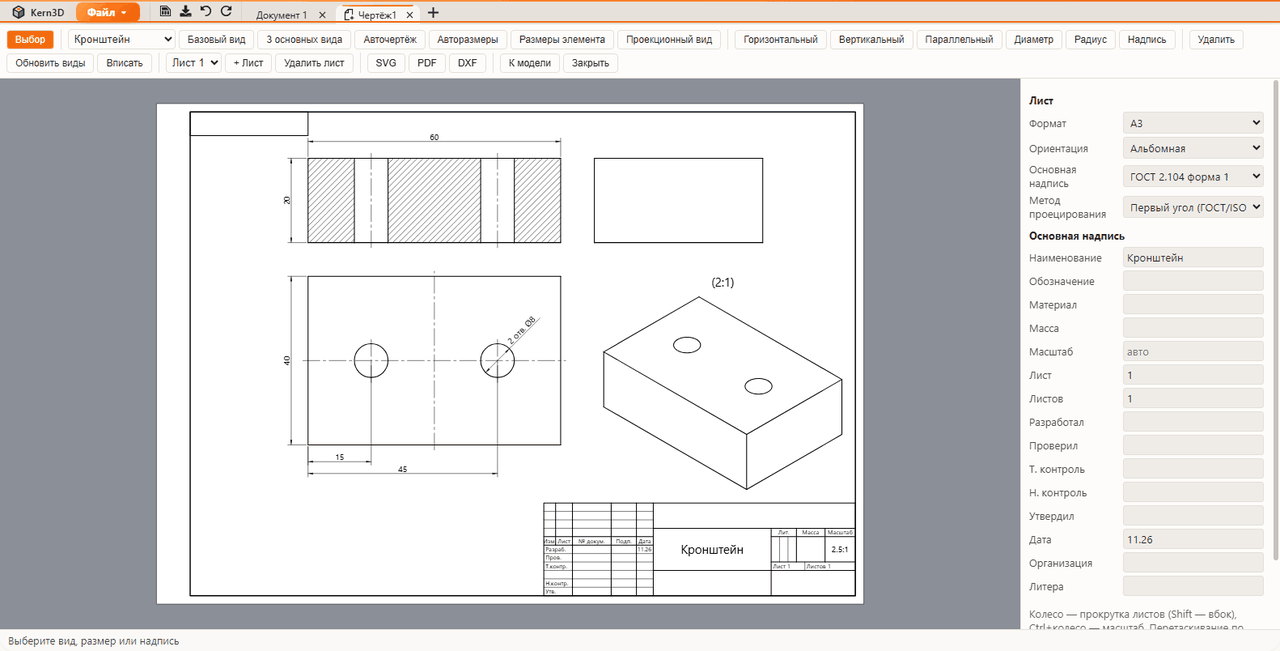 Kern3D Файл Документ 1 × Чертёж1 × +
Выбор Кронштейн Базовый вид 3 основных вида Авточертёж Авторазмеры Размеры элемента Проекционный вид Горизонтальный Вертикальный Параллельный Диаметр Радиус Надпись Удалить
Обновить виды Вписать Лист 1 + Лист Удалить лист SVG PDF DXF К модели Закрыть
60
20
40
2 отв. Ø8
15
45
(2:1)
Изм Лист № докум. Подп. Дата
Разраб. 11.26
Пров.
Т.контр.
Н.контр.
Утв.
Кронштейн
Лит. Масса Масштаб
2.5:1
Лист 1 Листов 1
Лист
Формат A3
Ориентация Альбомная
Основная
надпись ГОСТ 2.104 форма 1
Метод
проецирования Первый угол (ГОСТ/ISO
Основная надпись
Наименование Кронштейн
Обозначение
Материал
Масса
Масштаб авто
Лист 1
Листов 1
Разработал
Проверил
Т. контроль
Н. контроль
Утвердил
Дата 11.26
Организация
Литера
Колесо — прокрутка листов (Shift — вбок),
Ctrl+колесо — масштаб. Перетаскивание по
Выберите вид, размер или надпись